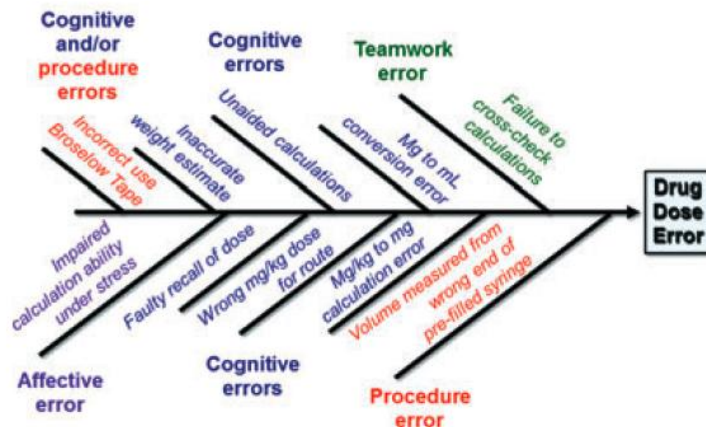 Cognitive
and/or
procedure
errors
Cognitive
errors
Teamwork
error
Incorrect use
Broselow Tape
Inaccurate
weight estimate
Unaided calculations
Mg to mL
conversion error
Failure to
cross-check
calculations
Drug
Dose
Error
Impaired
calculation ability
under stress
Faulty recall of dose
Wrong mg/kg dose
for route
Mg/kg to mg
calculation error
Volume measured from
wrong end of
pre-filled syringe
Affective
error
Cognitive
errors
Procedure
error